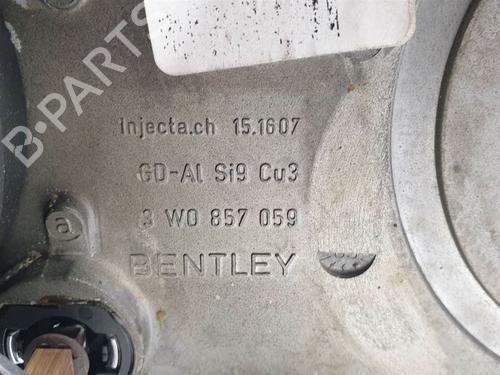 B-PARTS
injecta.ch 15.1607
GD-Al Si9 Cu3
3 W0 857 059
a
BENTLEY